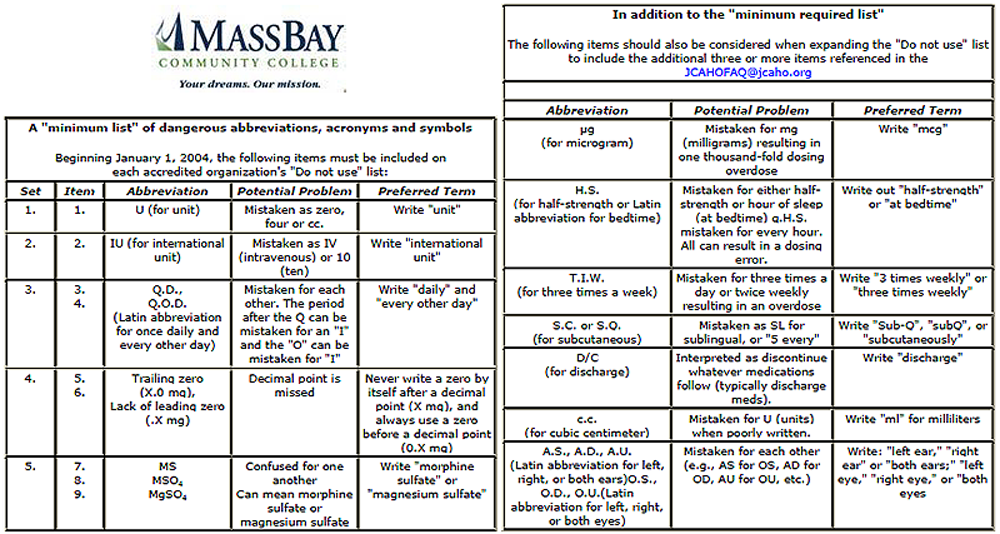 MASSBAY
COMMUNITY COLLEGE
Your dreams. Our mission.
A "minimum list" of dangerous abbreviations, acronyms and symbols
Beginning January 1, 2004, the following items must be included on
each accredited organization's "Do not use" list:
Set Item Abbreviation Potential Problem Preferred Term
1.
1.
U (for unit)
Mistaken as zero,
four or cc.
Write "unit"
2.
2.
IU (for international
unit)
Mistaken as IV
(intravenous) or 10
(ten)
Write "international
unit"
3.
3.
4.
Q.D.,
Q.O.D.
(Latin abbreviation
for once daily and
every other day)
Mistaken for each
other. The period
after the Q can be
mistaken for an "I"
and the "O" can be
mistaken for "I"
Write "daily" and
"every other day"
4.
5.
6.
Trailing zero
(X.0 mg),
Lack of leading zero
(.X mg)
Decimal point is
missed
Never write a zero by
itself after a decimal
point (X mg), and
always use a zero
before a decimal point
(0.X mg)
5.
7.
8.
9.
MS
MSO4
MgSO4
Confused for one
another
Can mean morphine
sulfate or
magnesium sulfate
Write "morphine
sulfate" or
"magnesium sulfate"
In addition to the "minimum required list"
The following items should also be considered when expanding the "Do not use" list
to include the additional three or more items referenced in the
JCAHOFAQ@jcaho.org
Abbreviation Potential Problem Preferred Term
µg
(for microgram)
Mistaken for mg
(milligrams) resulting in
one thousand-fold dosing
overdose
Write "mcg"
H.S.
(for half-strength or Latin
abbreviation for bedtime)
Mistaken for either half-
strength or hour of sleep
(at bedtime) q.H.S.
mistaken for every hour.
All can result in a dosing
error.
Write out "half-strength"
or "at bedtime"
T.I.W.
(for three times a week)
Mistaken for three times a
day or twice weekly
resulting in an overdose
Write "3 times weekly" or
"three times weekly"
S.C. or S.Q.
(for subcutaneous)
Mistaken as SL for
sublingual, or "5 every"
Write "Sub-Q", "subQ", or
"subcutaneously"
D/C
(for discharge)
Interpreted as discontinue
whatever medications
follow (typically discharge
meds).
Write "discharge"
c.c.
(for cubic centimeter)
Mistaken for U (units)
when poorly written.
Write "ml" for milliliters
A.S., A.D., A.U.
(Latin abbreviation for left,
right, or both ears)O.S.,
O.D., O.U.(Latin
abbreviation for left, right,
or both eyes)
Mistaken for each other
(e.g., AS for OS, AD for
OD, AU for OU, etc.)
Write: "left ear," "right
ear" or "both ears;" "left
eye," "right eye," or "both
eyes